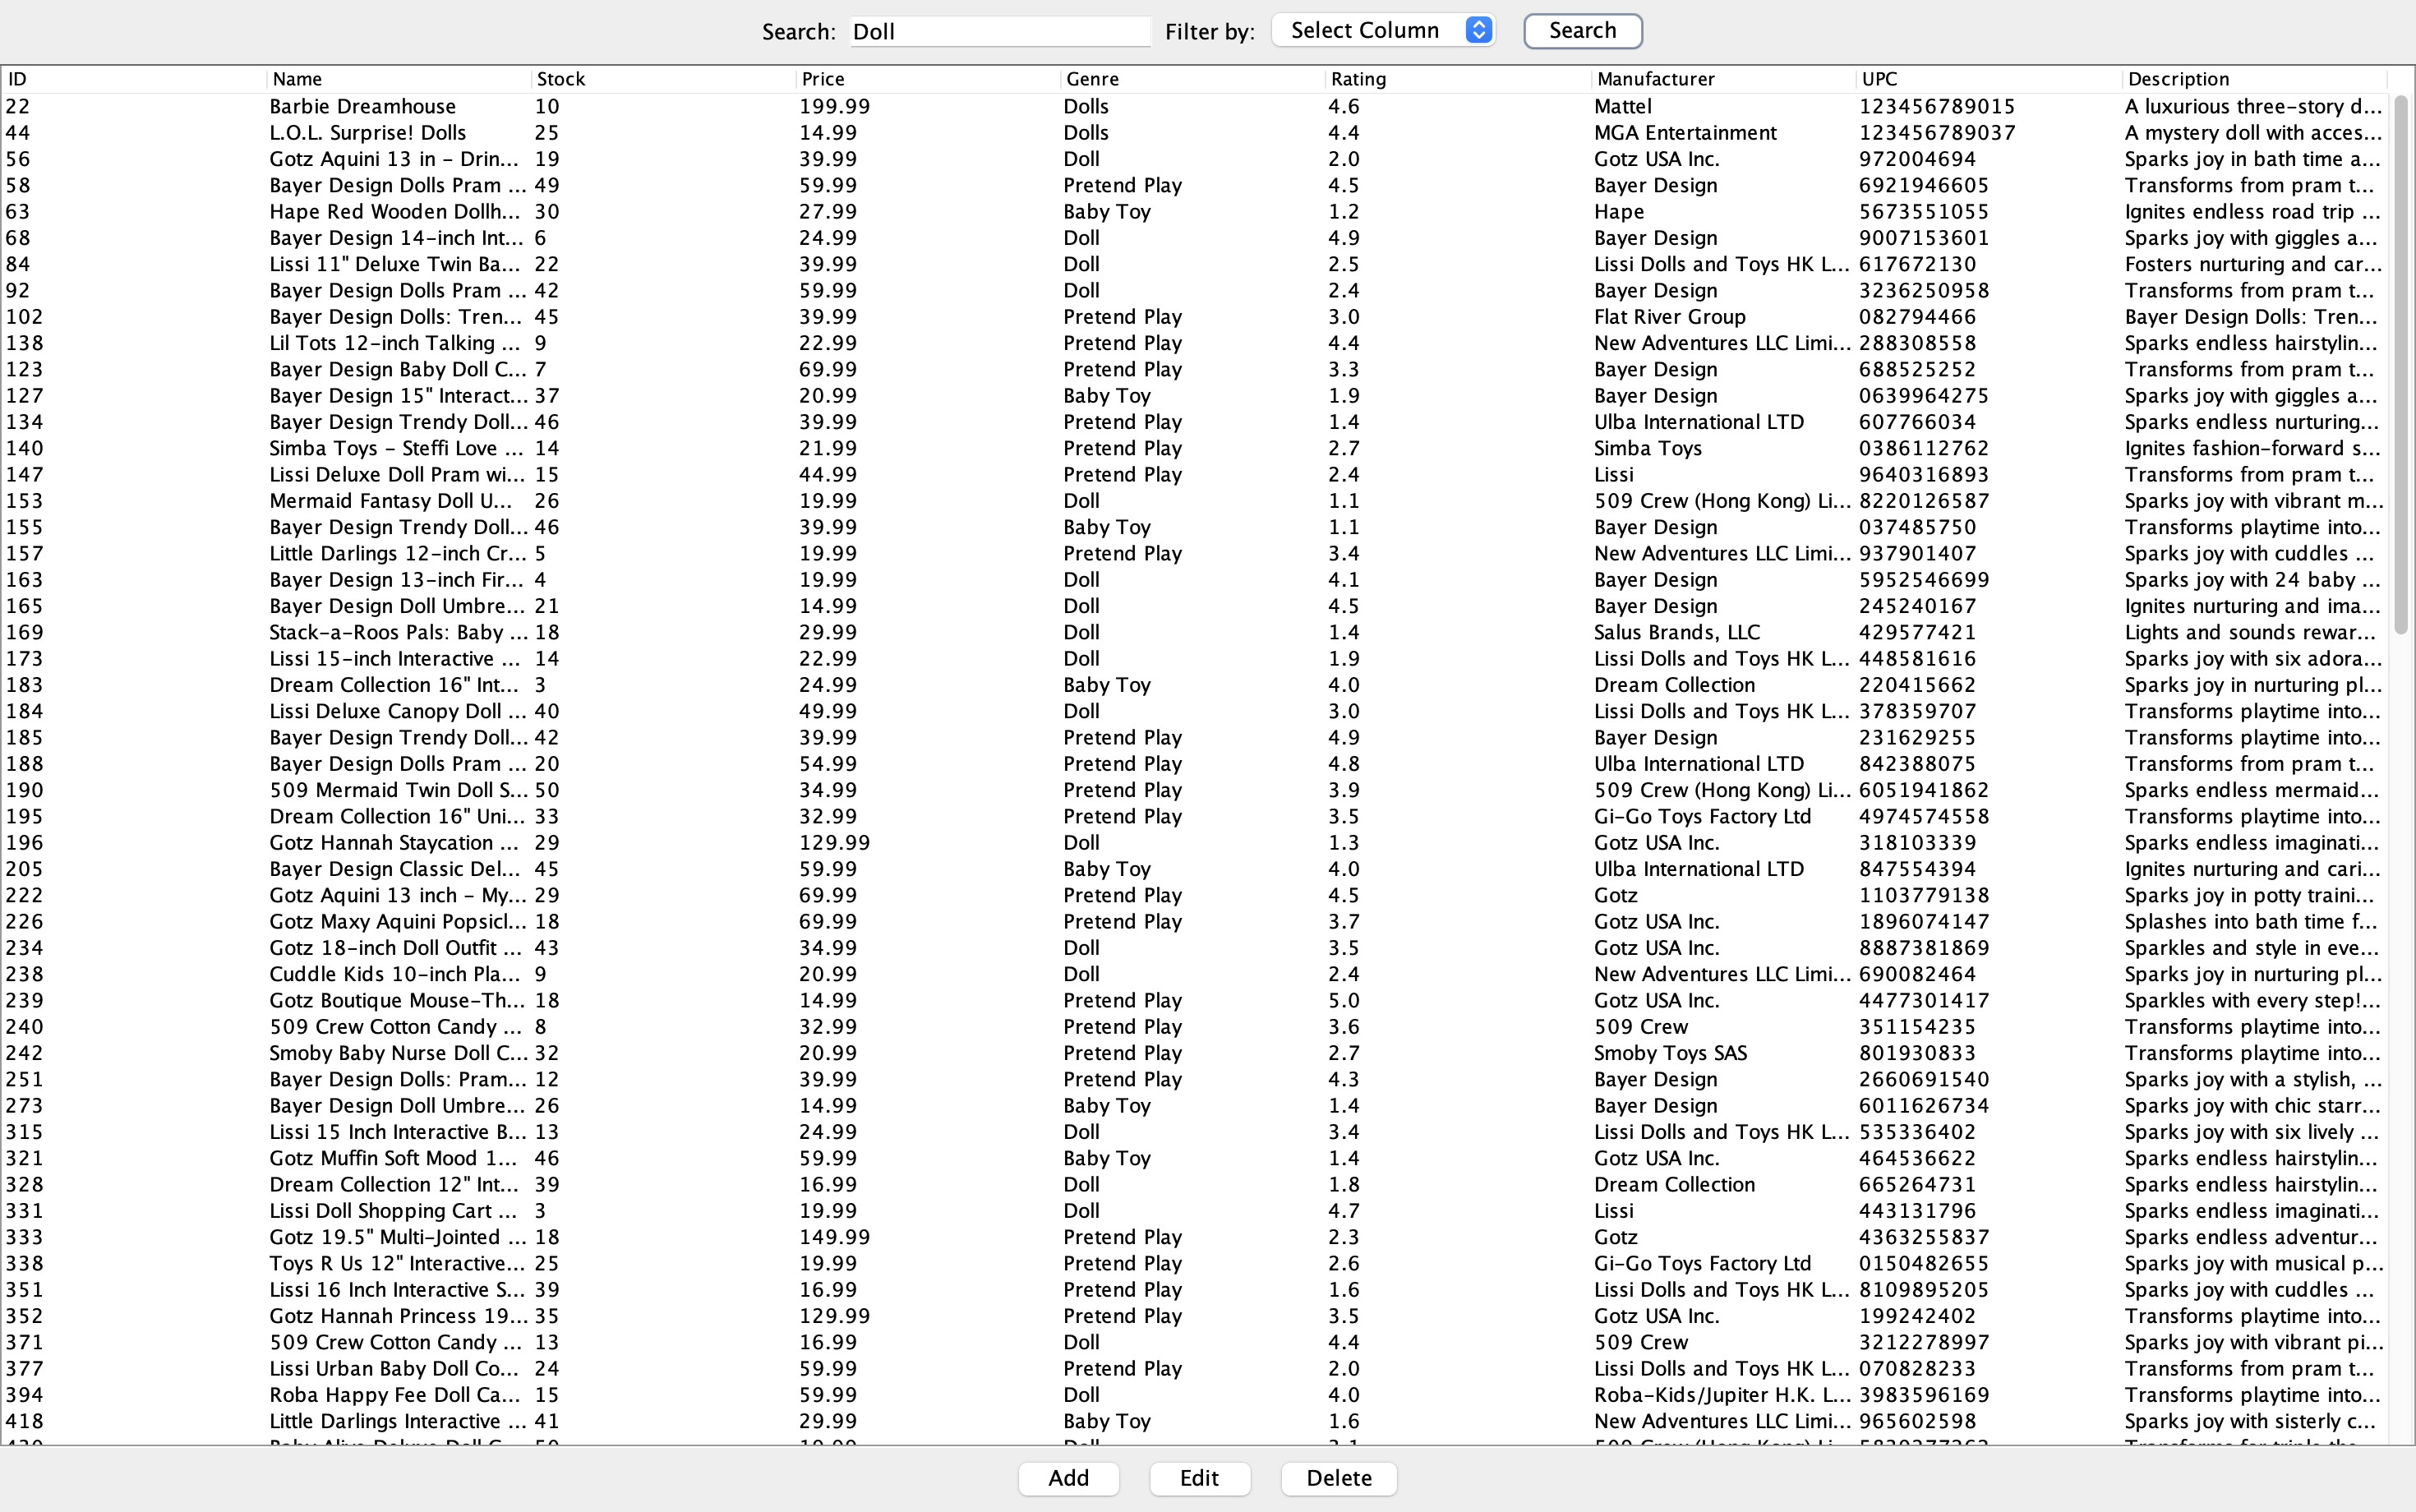 Search: Doll Filter by: Select Column Search
ID Name Stock Price Genre Rating Manufacturer UPC Description
22 Barbie Dreamhouse 10 199.99 Dolls 4.6 Mattel 123456789015 A luxurious three-story d...
44 L.O.L. Surprise! Dolls 25 14.99 Dolls 4.4 MGA Entertainment 123456789037 A mystery doll with acces...
56 Gotz Aquini 13 in - Drin... 19 39.99 Doll 2.0 Gotz USA Inc. 972004694 Sparks joy in bath time a...
58 Bayer Design Dolls Pram ... 49 59.99 Pretend Play 4.5 Bayer Design 6921946605 Transforms from pram t...
63 Hape Red Wooden Dollh... 30 27.99 Baby Toy 1.2 Hape 5673551055 Ignites endless road trip ...
68 Bayer Design 14-inch Int... 6 24.99 Doll 4.9 Bayer Design 9007153601 Sparks joy with giggles a...
84 Lissi 11" Deluxe Twin Ba... 22 39.99 Doll 2.5 Lissi Dolls and Toys HK L... 617672130 Fosters nurturing and car...
92 Bayer Design Dolls Pram ... 42 59.99 Doll 2.4 Bayer Design 3236250958 Transforms from pram t...
102 Bayer Design Dolls: Tren... 45 39.99 Pretend Play 3.0 Flat River Group 082794466 Bayer Design Dolls: Tren...
138 Lil Tots 12-inch Talking ... 9 22.99 Pretend Play 4.4 New Adventures LLC Limi... 288308558 Sparks endless hairstylin...
123 Bayer Design Baby Doll C... 7 69.99 Pretend Play 3.3 Bayer Design 688525252 Transforms from pram t...
127 Bayer Design 15" Interact... 37 20.99 Baby Toy 1.9 Bayer Design 0639964275 Sparks joy with giggles a...
134 Bayer Design Trendy Doll... 46 39.99 Pretend Play 1.4 Ulba International LTD 607766034 Sparks endless nurturing...
140 Simba Toys - Steffi Love ... 14 21.99 Pretend Play 2.7 Simba Toys 0386112762 Ignites fashion-forward s...
147 Lissi Deluxe Doll Pram wi... 15 44.99 Pretend Play 2.4 Lissi 9640316893 Transforms from pram t...
153 Mermaid Fantasy Doll U... 26 19.99 Doll 1.1 509 Crew (Hong Kong) Li... 8220126587 Sparks joy with vibrant m...
155 Bayer Design Trendy Doll... 46 39.99 Baby Toy 1.1 Bayer Design 037485750 Transforms playtime into...
157 Little Darlings 12-inch Cr... 5 19.99 Pretend Play 3.4 New Adventures LLC Limi... 937901407 Sparks joy with cuddles ...
163 Bayer Design 13-inch Fir... 4 19.99 Doll 4.1 Bayer Design 5952546699 Sparks joy with 24 baby ...
165 Bayer Design Doll Umbre... 21 14.99 Doll 4.5 Bayer Design 245240167 Ignites nurturing and ima...
169 Stack-a-Roos Pals: Baby ... 18 29.99 Doll 1.4 Salus Brands, LLC 429577421 Lights and sounds rewar...
173 Lissi 15-inch Interactive ... 14 22.99 Doll 1.9 Lissi Dolls and Toys HK L... 448581616 Sparks joy with six adora...
183 Dream Collection 16" Int... 3 24.99 Baby Toy 4.0 Dream Collection 220415662 Sparks joy in nurturing pl...
184 Lissi Deluxe Canopy Doll ... 40 49.99 Doll 3.0 Lissi Dolls and Toys HK L... 378359707 Transforms playtime into...
185 Bayer Design Trendy Doll... 42 39.99 Pretend Play 4.9 Bayer Design 231629255 Transforms playtime into...
188 Bayer Design Dolls Pram ... 20 54.99 Pretend Play 4.8 Ulba International LTD 842388075 Transforms from pram t...
190 509 Mermaid Twin Doll S... 50 34.99 Pretend Play 3.9 509 Crew (Hong Kong) Li... 6051941862 Sparks endless mermaid...
195 Dream Collection 16" Uni... 33 32.99 Pretend Play 3.5 Gi-Go Toys Factory Ltd 4974574558 Transforms playtime into...
196 Gotz Hannah Staycation ... 29 129.99 Doll 1.3 Gotz USA Inc. 318103339 Sparks endless imaginati...
205 Bayer Design Classic Del... 45 59.99 Baby Toy 4.0 Ulba International LTD 847554394 Ignites nurturing and cari...
222 Gotz Aquini 13 inch - My... 29 69.99 Pretend Play 4.5 Gotz 1103779138 Sparks joy in potty traini...
226 Gotz Maxy Aquini Popsicl... 18 69.99 Pretend Play 3.7 Gotz USA Inc. 1896074147 Splashes into bath time f...
234 Gotz 18-inch Doll Outfit ... 43 34.99 Doll 3.5 Gotz USA Inc. 8887381869 Sparkles and style in eve...
238 Cuddle Kids 10-inch Pla... 9 20.99 Doll 2.4 New Adventures LLC Limi... 690082464 Sparks joy in nurturing pl...
239 Gotz Boutique Mouse-Th... 18 14.99 Pretend Play 5.0 Gotz USA Inc. 4477301417 Sparkles with every step!...
240 509 Crew Cotton Candy ... 8 32.99 Pretend Play 3.6 509 Crew 351154235 Transforms playtime into...
242 Smoby Baby Nurse Doll C... 32 20.99 Pretend Play 2.7 Smoby Toys SAS 801930833 Transforms playtime into...
251 Bayer Design Dolls: Pram... 12 39.99 Pretend Play 4.3 Bayer Design 2660691540 Sparks joy with a stylish, ...
273 Bayer Design Doll Umbre... 26 14.99 Baby Toy 1.4 Bayer Design 6011626734 Sparks joy with chic starr...
315 Lissi 15 Inch Interactive B... 13 24.99 Doll 3.4 Lissi Dolls and Toys HK L... 535336402 Sparks joy with six lively ...
321 Gotz Muffin Soft Mood 1... 46 59.99 Baby Toy 1.4 Gotz USA Inc. 464536622 Sparks endless hairstylin...
328 Dream Collection 12" Int... 39 16.99 Doll 1.8 Dream Collection 665264731 Sparks endless hairstylin...
331 Lissi Doll Shopping Cart ... 3 19.99 Doll 4.7 Lissi 443131796 Sparks endless imaginati...
333 Gotz 19.5" Multi-Jointed ... 18 149.99 Pretend Play 2.3 Gotz 4363255837 Sparks endless adventur...
338 Toys R Us 12" Interactive... 25 19.99 Pretend Play 2.6 Gi-Go Toys Factory Ltd 0150482655 Sparks joy with musical p...
351 Lissi 16 Inch Interactive S... 39 16.99 Pretend Play 1.6 Lissi Dolls and Toys HK L... 8109895205 Sparks joy with cuddles ...
352 Gotz Hannah Princess 19... 35 129.99 Pretend Play 3.5 Gotz USA Inc. 199242402 Transforms playtime into...
371 509 Crew Cotton Candy ... 13 16.99 Doll 4.4 509 Crew 3212278997 Sparks joy with vibrant pi...
377 Lissi Urban Baby Doll Co... 24 59.99 Pretend Play 2.0 Lissi Dolls and Toys HK L... 070828233 Transforms from pram t...
394 Roba Happy Fee Doll Ca... 15 59.99 Doll 4.0 Roba-Kids/Jupiter H.K. L... 3983596169 Transforms playtime into...
418 Little Darlings Interactive ... 41 29.99 Baby Toy 1.6 New Adventures LLC Limi... 965602598 Sparks joy with sisterly c...
Add Edit Delete